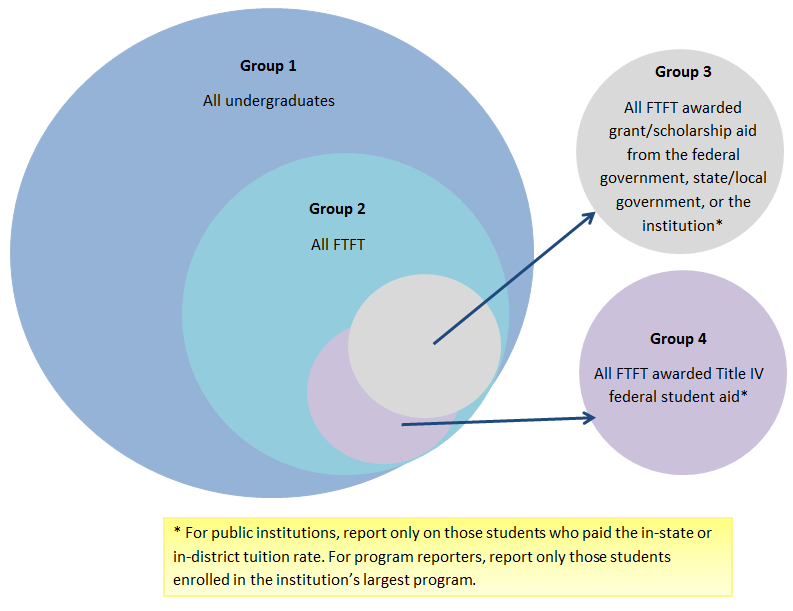 Group 1
All undergraduates
Group 2
All FTFT
Group 3
All FTFT awarded
grant/scholarship aid
from the federal
government, state/local
government, or the
institution*
Group 4
All FTFT awarded Title IV
federal student aid*
* For public institutions, report only on those students who paid the in-state or
in-district tuition rate. For program reporters, report only those students
enrolled in the institution’s largest program.